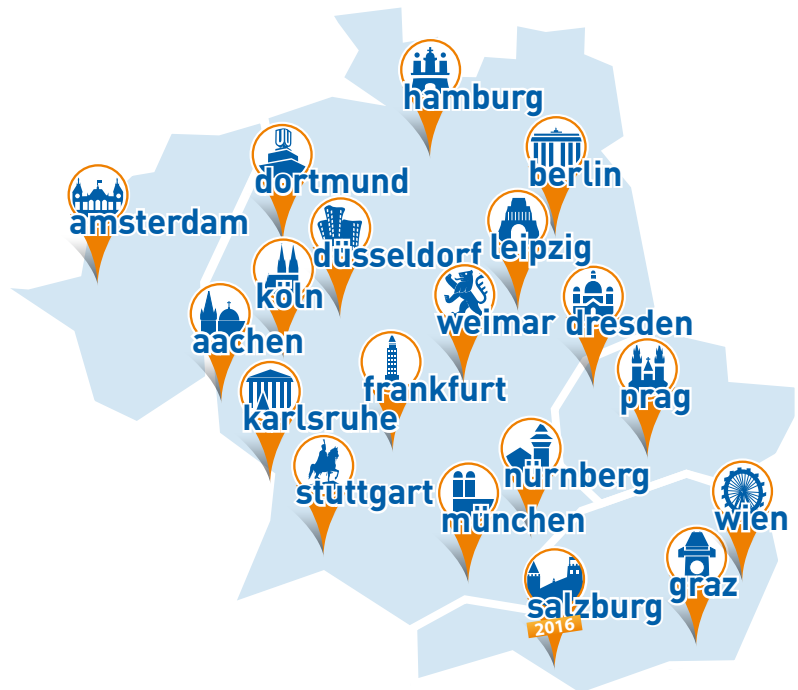 hamburg
dortmund
berlin
amsterdam
düsseldorf
leipzig
köln
weimar
dresden
aachen
frankfurt
prag
karlsruhe
nürnberg
stuttgart
münchen
wien
graz
salzburg
2016